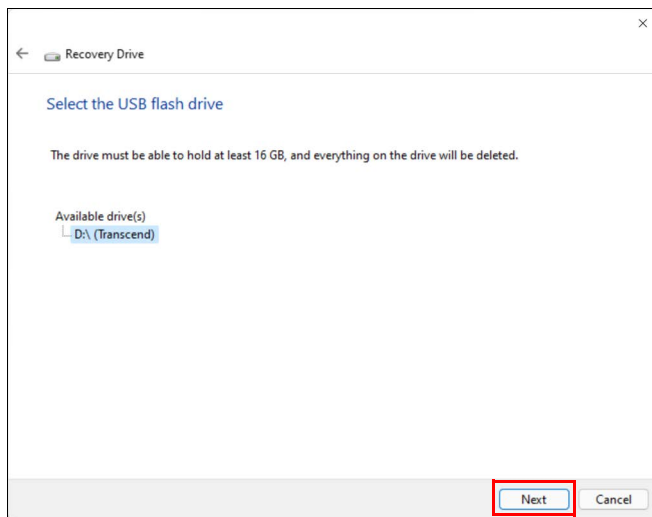 Recovery Drive
Select the USB flash drive
The drive must be able to hold at least 16 GB, and everything on the drive will be deleted.
Available drive(s)
D:\ (Transcend)
Next Cancel